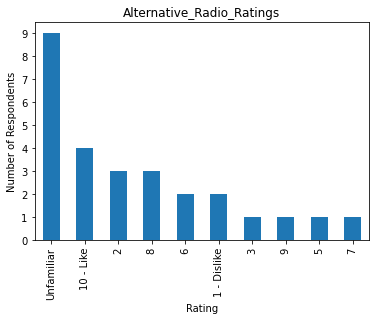 Alternative_Radio_Ratings
Number of Respondents
9
8
7
6
5
4
3
2
1
0
Unfamiliar
10 - Like
2
8
6
1 - Dislike
3
9
5
7
Rating